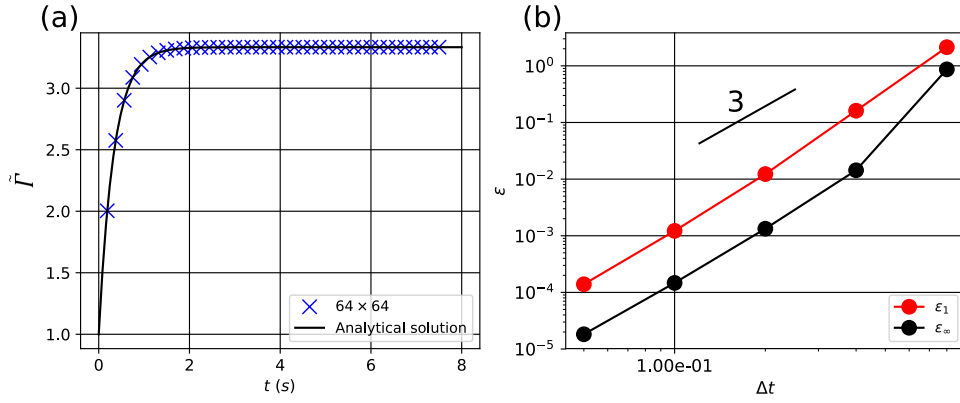 (a)
3.0
2.5
2.0
1.5
1.0
Γ̃
0
2
4
6
8
t (s)
64 × 64
Analytical solution
(b)
10⁰
10⁻¹
10⁻²
10⁻³
10⁻⁴
10⁻⁵
ε
3
1.00e-01
Δt
ε₁
ε∞